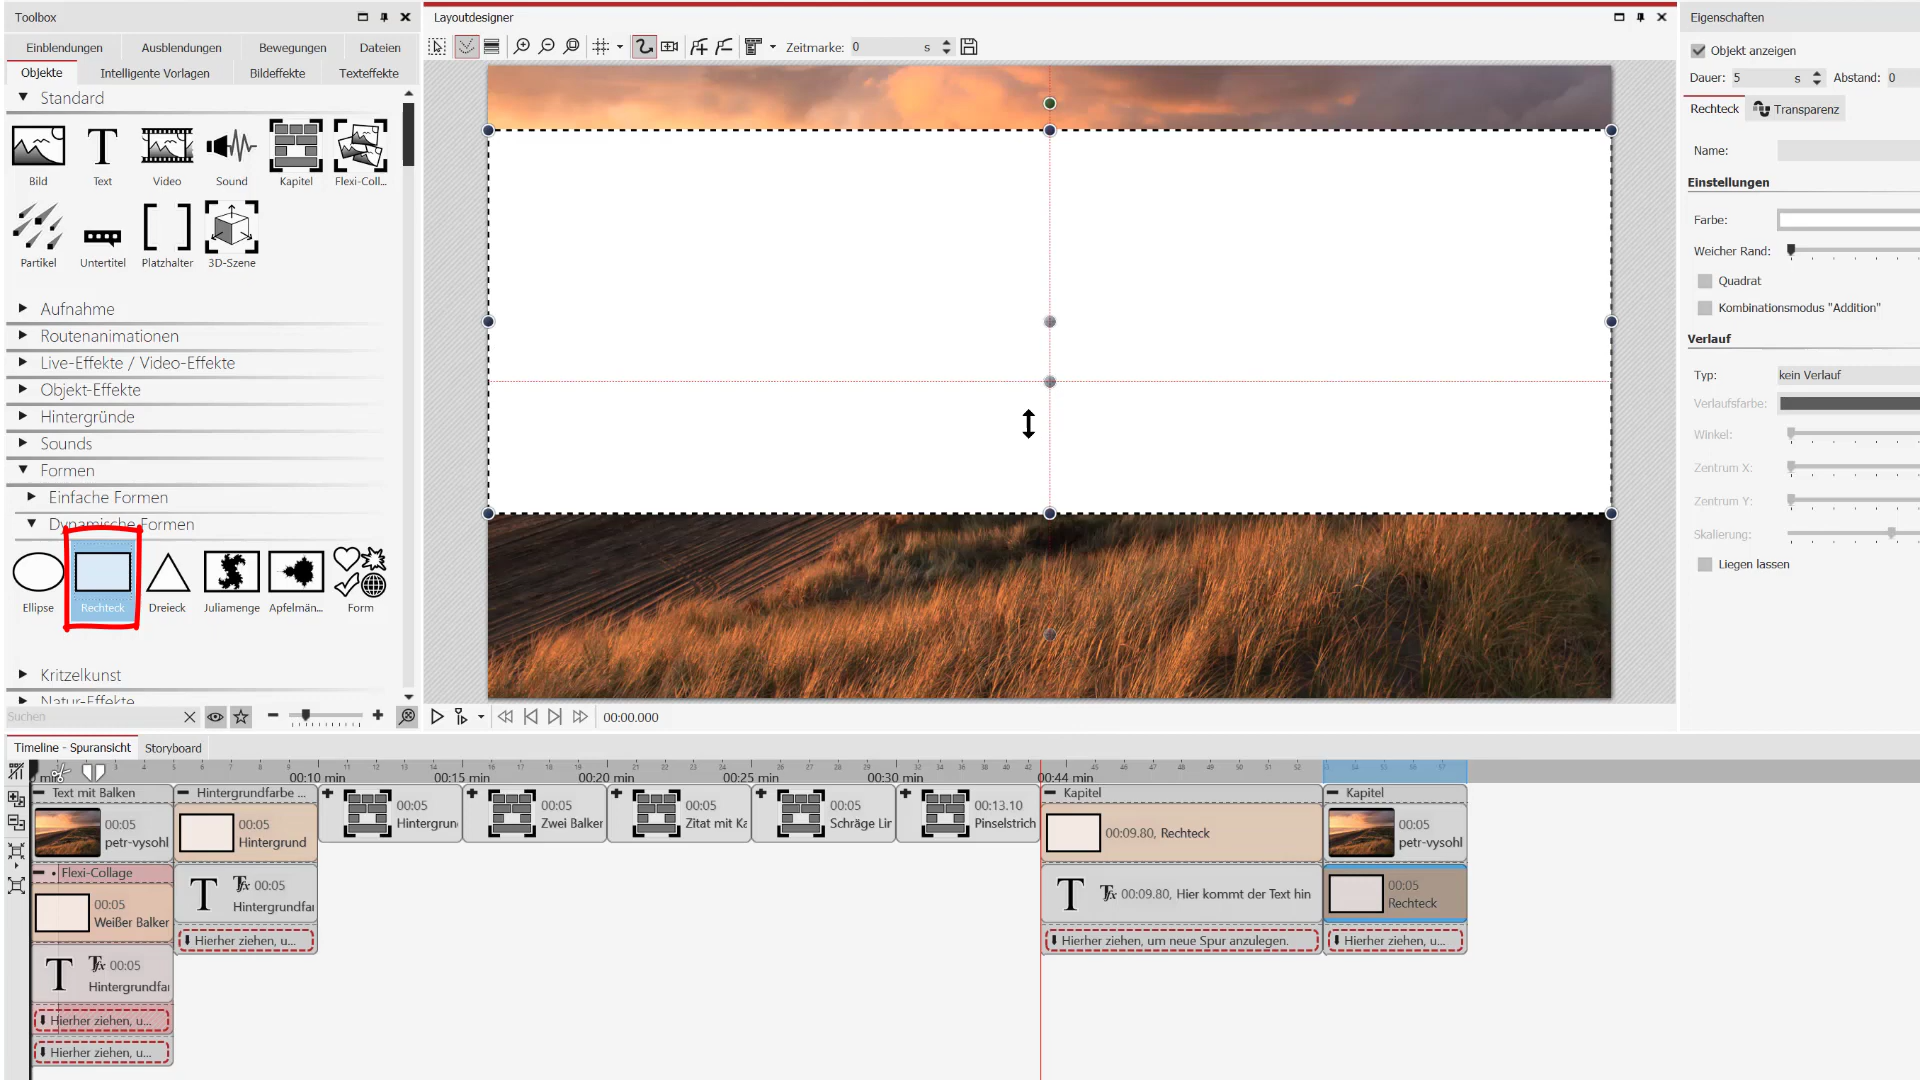 Toolbox
Einblendungen
Ausblendungen
Bewegungen
Dateien
Objekte
Intelligente Vorlagen
Bildeffekte
Texteffekte
Standard
Bild
Text
Video
Sound
Kapitel
Flexi-Coll...
Partikel
Untertitel
Platzhalter
3D-Szene
Aufnahme
Routenanimationen
Live-Effekte / Video-Effekte
Objekt-Effekte
Hintergründe
Sounds
Formen
Einfache Formen
Dynamische Formen
Ellipse
Rechteck
Dreieck
Juliamenge
Apfelmän...
Form
Kritzelkunst
Natur-Effekte
Suchen
Layoutdesigner
Zeitmarke: 0 s
00:00.000
Eigenschaften
Objekt anzeigen
Dauer: 5 s
Abstand: 0
Rechteck
Transparenz
Name:
Einstellungen
Farbe:
Weicher Rand:
Quadrat
Kombinationsmodus "Addition"
Verlauf
Typ: kein Verlauf
Verlaufsfarbe:
Winkel:
Zentrum X:
Zentrum Y:
Skallierung:
Liegen lassen
Timeline - Spuransicht
Storyboard
00:10 min
00:15 min
00:20 min
00:25 min
00:30 min
00:44 min
Text mit Balken
Hintergrundfarbe ...
Kapitel
Kapitel
00:05
petr-vysohl
00:05
Hintergrund
00:05
Hintergrun
00:05
Zwei Balker
00:05
Zitat mit Ka
00:05
Schräge Lir
00:13.10
Pinselstrich
00:09.80, Rechteck
00:05
petr-vysohl
Flexi-Collage
00:05
Weißer Balker
Tfx 00:05
Hintergrundfar
Tfx 00:09.80, Hier kommt der Text hin
00:05
Rechteck
Hierher ziehen, u...
Hierher ziehen, um neue Spur anzulegen.
Hierher ziehen, u...
Tfx 00:05
Hintergrundfar
Hierher ziehen, u...
Hierher ziehen, u...